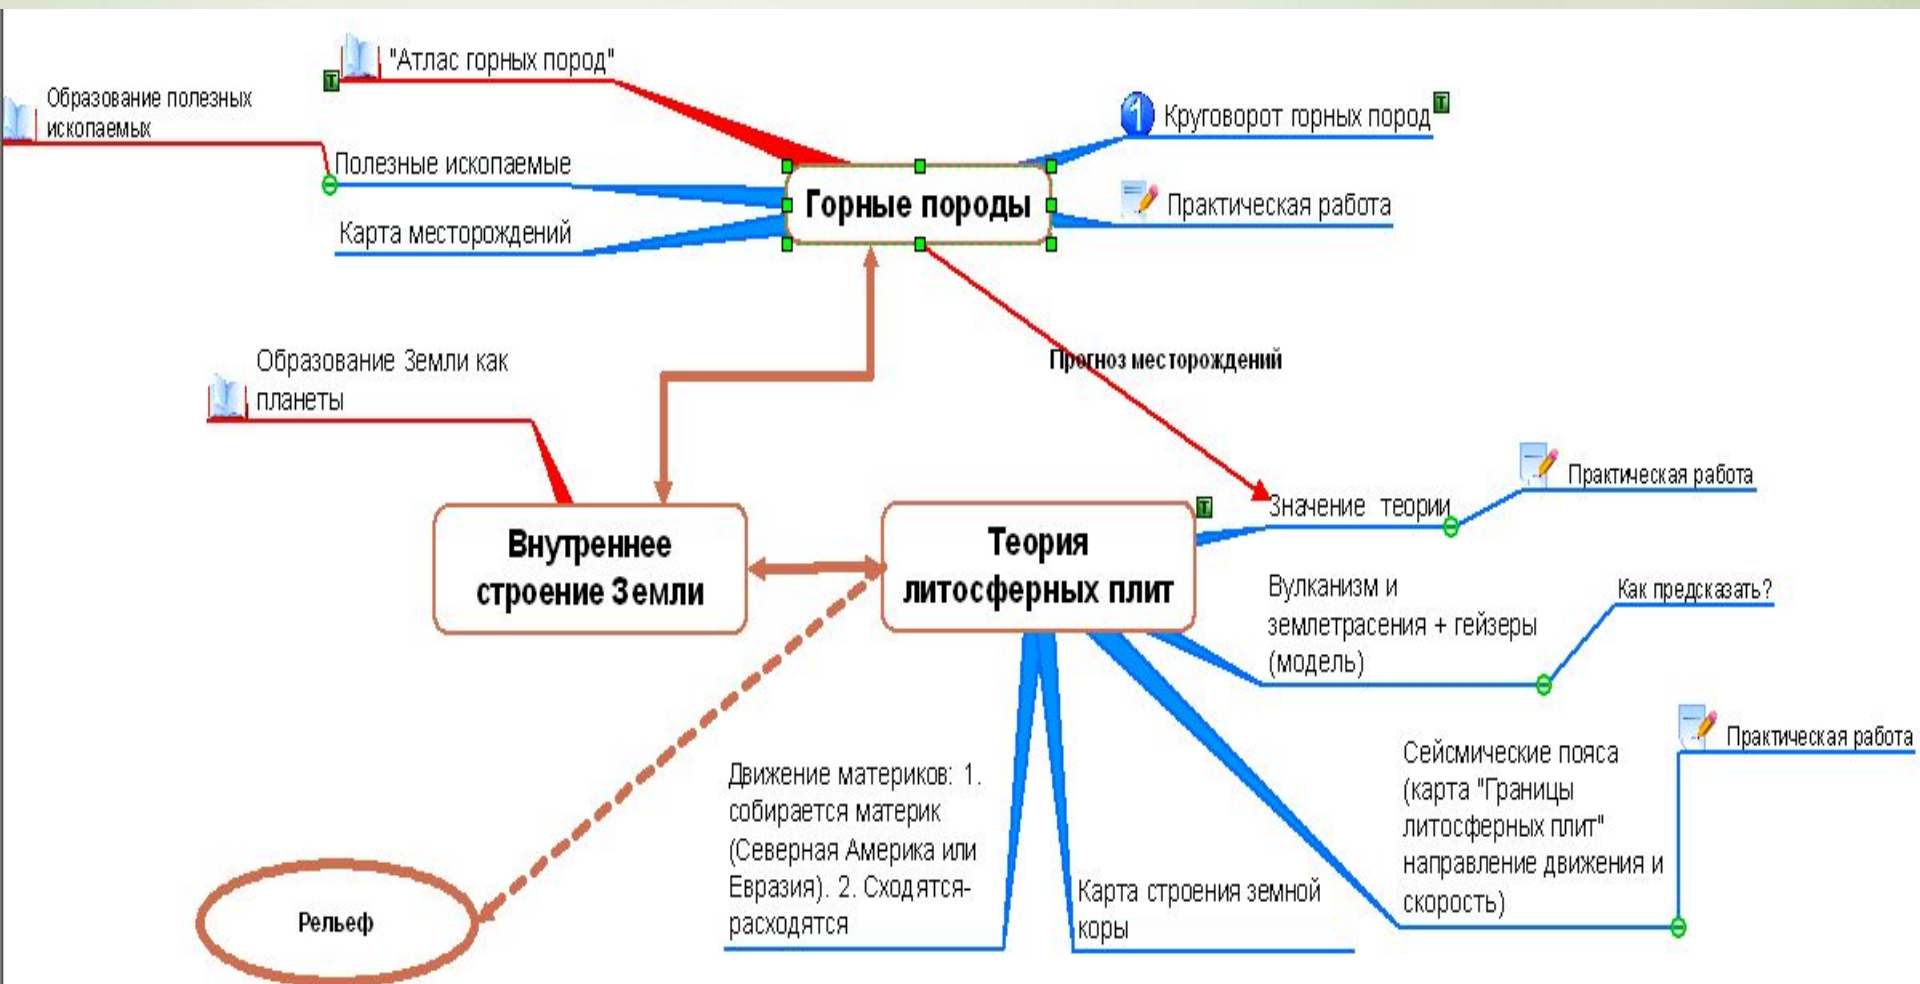 "Атлас горных пород"
Образование полезных
ископаемых
Полезные ископаемые
Карта месторождений
Горные породы
1
Круговорот горных пород
T
T
Практическая работа
Прогноз месторождений
Образование Земли как
планеты
Внутреннее
строение Земли
Теория
литосферных плит
T
Значение теории
Практическая работа
Вулканизм и
землетрасения + гейзеры
(модель)
Как предсказать?
Сейсмические пояса
(карта "Границы
литосферных плит"
направление движения и
скорость)
Практическая работа
Движение материков: 1.
собирается материк
(Северная Америка или
Евразия). 2. Сходятся-
расходятся
Карта строения земной
коры
Рельеф